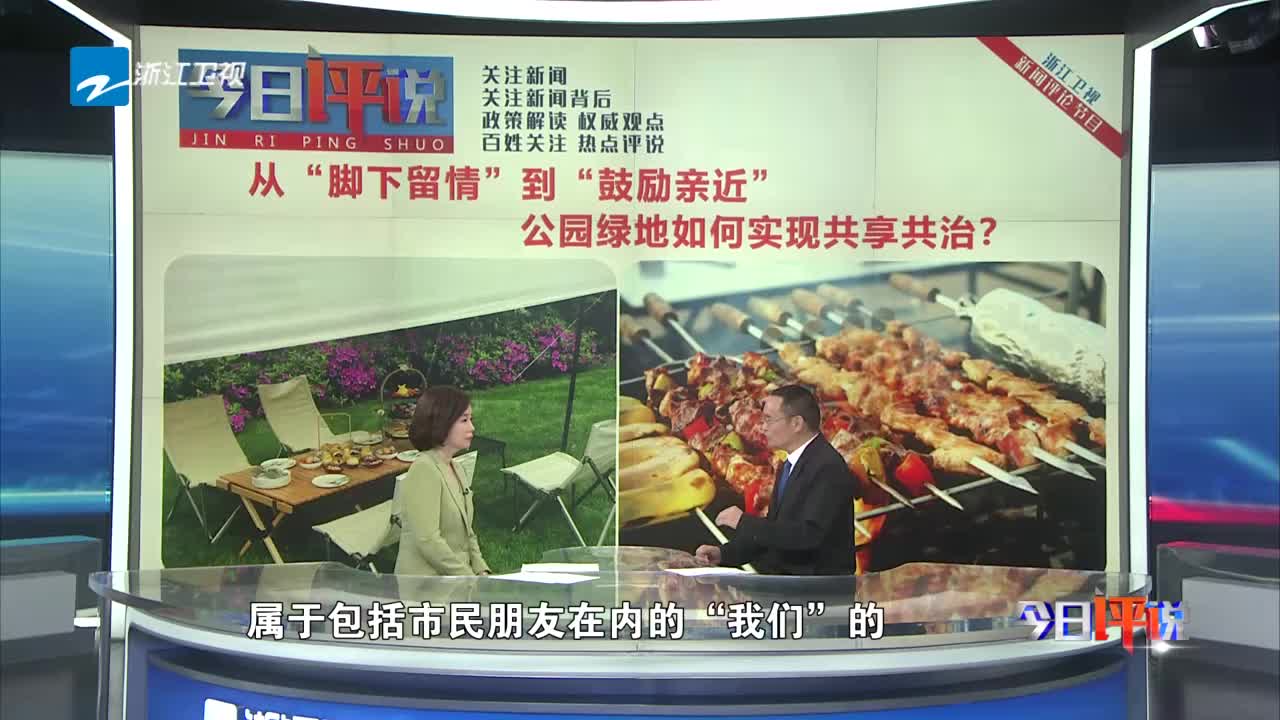 浙江卫视
今日评说
JIN RI PING SHUO
关注新闻
关注新闻背后
政策解读 权威观点
百姓关注 热点评说
浙江卫视
新闻评论节目
从“脚下留情”到“鼓励亲近”
公园绿地如何实现共享共治?
属于包括市民朋友在内的“我们”的
今日评说